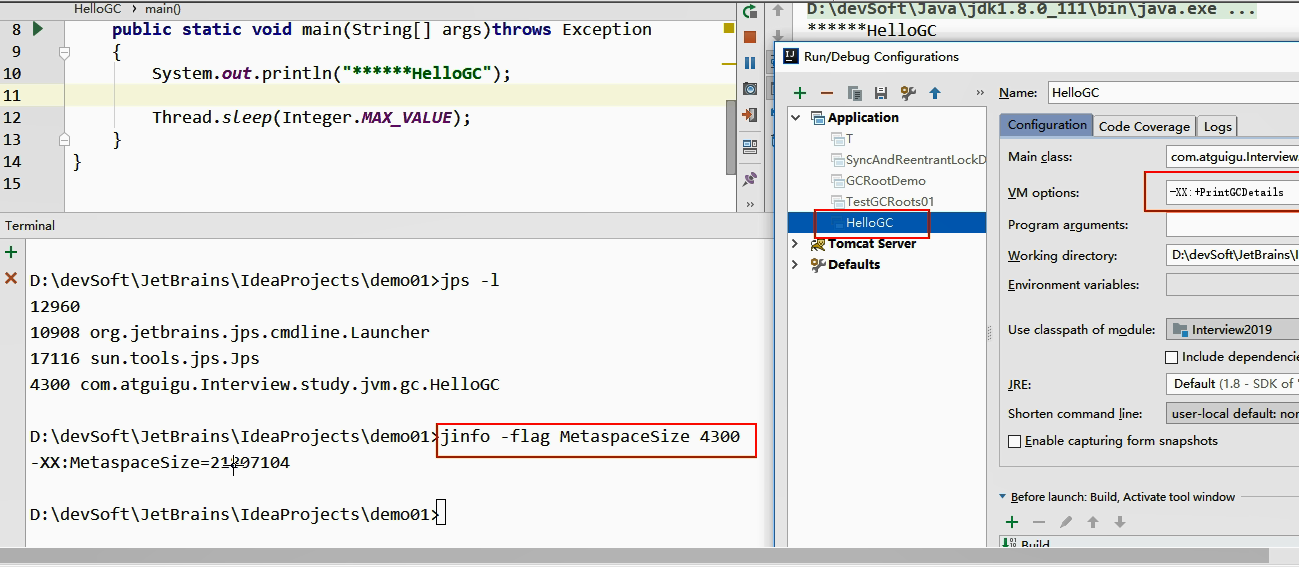 HelloGC › main()
8 public static void main(String[] args)throws Exception
9 {
10 System.out.println("******HelloGC");
11
12 Thread.sleep(Integer.MAX_VALUE);
13 }
14 }
15
D:\devSoft\Java\jdk1.8.0_111\bin\java.exe ...
******HelloGC
Terminal
D:\devSoft\JetBrains\IdeaProjects\demo01>jps -l
12960
10908 org.jetbrains.jps.cmdline.Launcher
17116 sun.tools.jps.Jps
4300 com.atguigu.Interview.study.jvm.gc.HelloGC
D:\devSoft\JetBrains\IdeaProjects\demo01>jinfo -flag MetaspaceSize 4300
-XX:MetaspaceSize=21807104
D:\devSoft\JetBrains\IdeaProjects\demo01>
Run/Debug Configurations
Application
T
SyncAndReentrantLockD
GCRootDemo
TestGCRoots01
HelloGC
Tomcat Server
Defaults
Name: HelloGC
Configuration Code Coverage Logs
Main class: com.atguigu.Interview.
VM options: -XX:+PrintGCDetails
Program arguments:
Working directory: D:\devSoft\JetBrains\I
Environment variables:
Use classpath of module: Interview2019
Include dependencie
JRE: Default (1.8 - SDK of '
Shorten command line: user-local default: nor
Enable capturing form snapshots
Before launch: Build, Activate tool window
Build